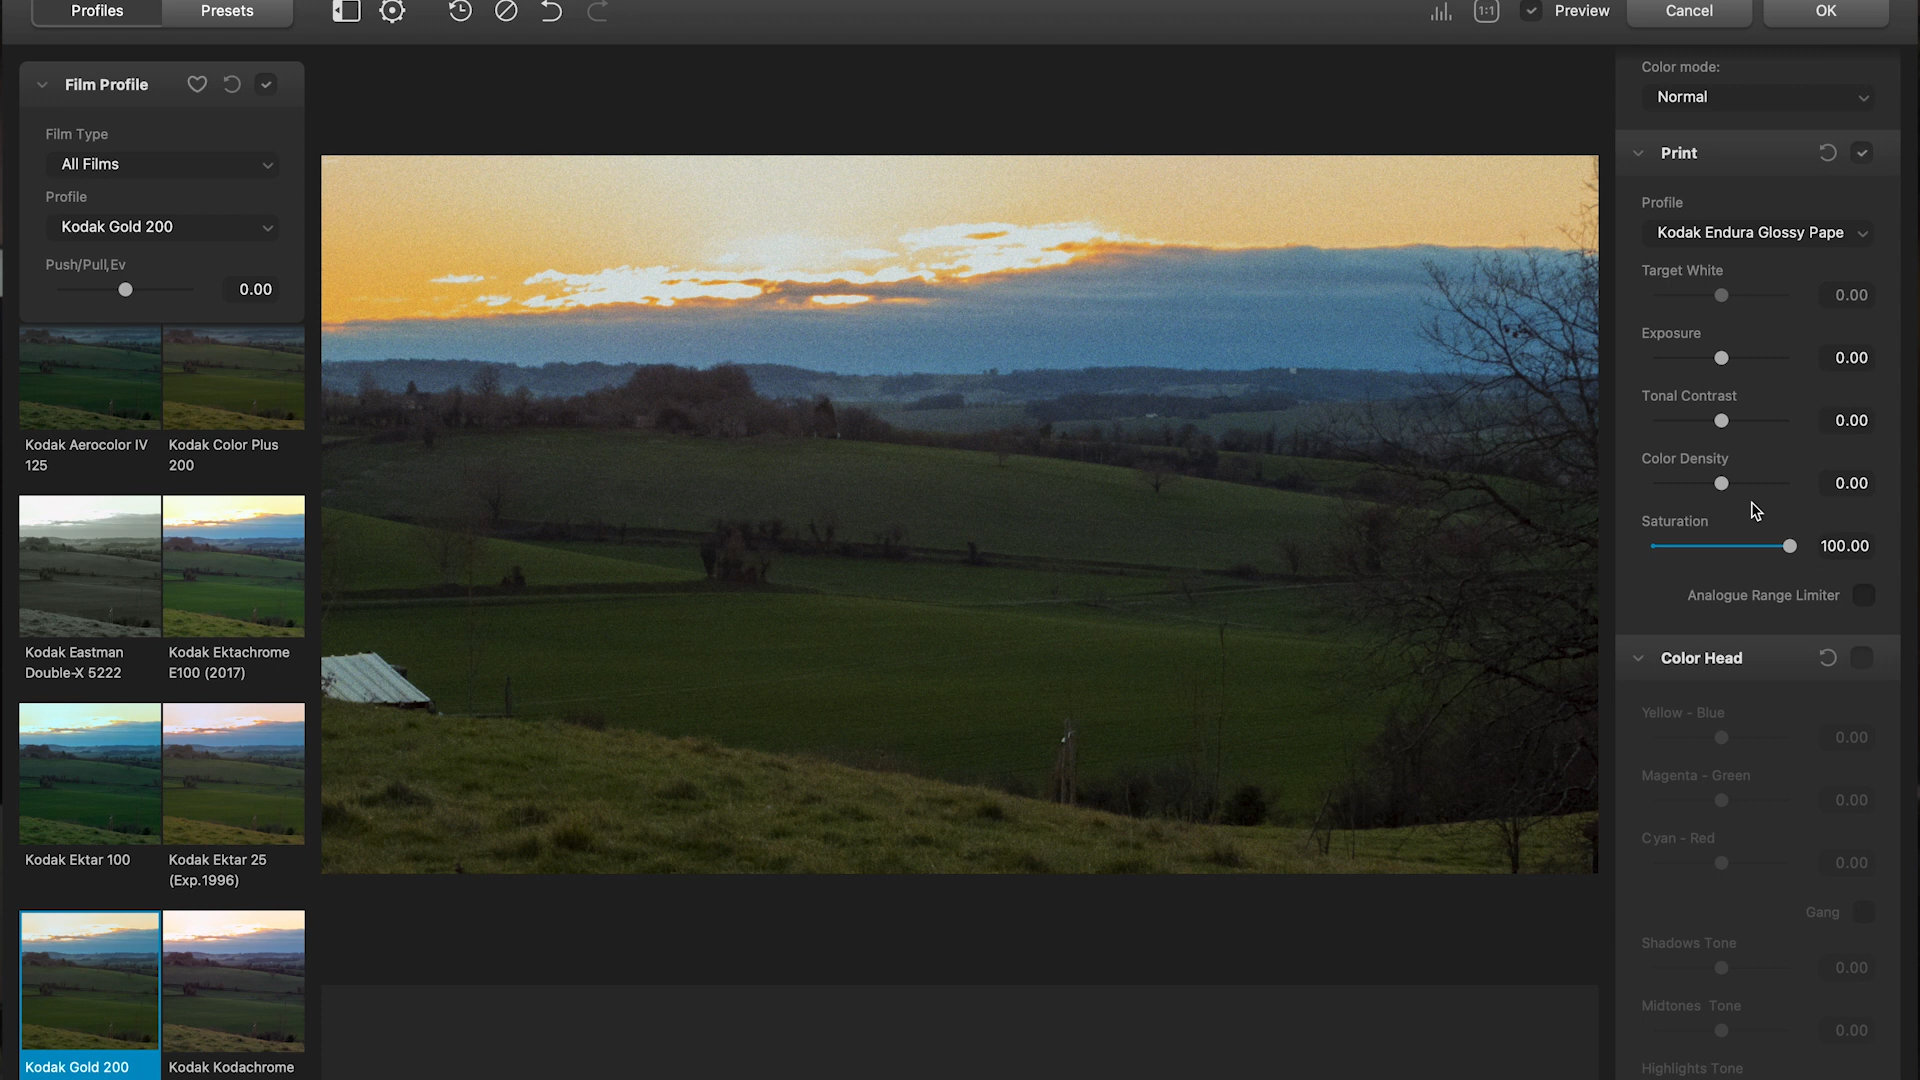 Profiles
Presets
1:1
Preview
Cancel
OK
Film Profile
Film Type
All Films
Profile
Kodak Gold 200
Push/Pull,Ev
0.00
Kodak Aerocolor IV
125
Kodak Color Plus
200
Kodak Eastman
Double-X 5222
Kodak Ektachrome
E100 (2017)
Kodak Ektar 100
Kodak Ektar 25
(Exp.1996)
Kodak Gold 200
Kodak Kodachrome
Color mode:
Normal
Print
Profile
Kodak Endura Glossy Pape
Target White
0.00
Exposure
0.00
Tonal Contrast
0.00
Color Density
0.00
Saturation
100.00
Analogue Range Limiter
Color Head
Yellow - Blue
0.00
Magenta - Green
0.00
Cyan - Red
0.00
Gang
Shadows Tone
0.00
Midtones Tone
0.00
Highlights Tone